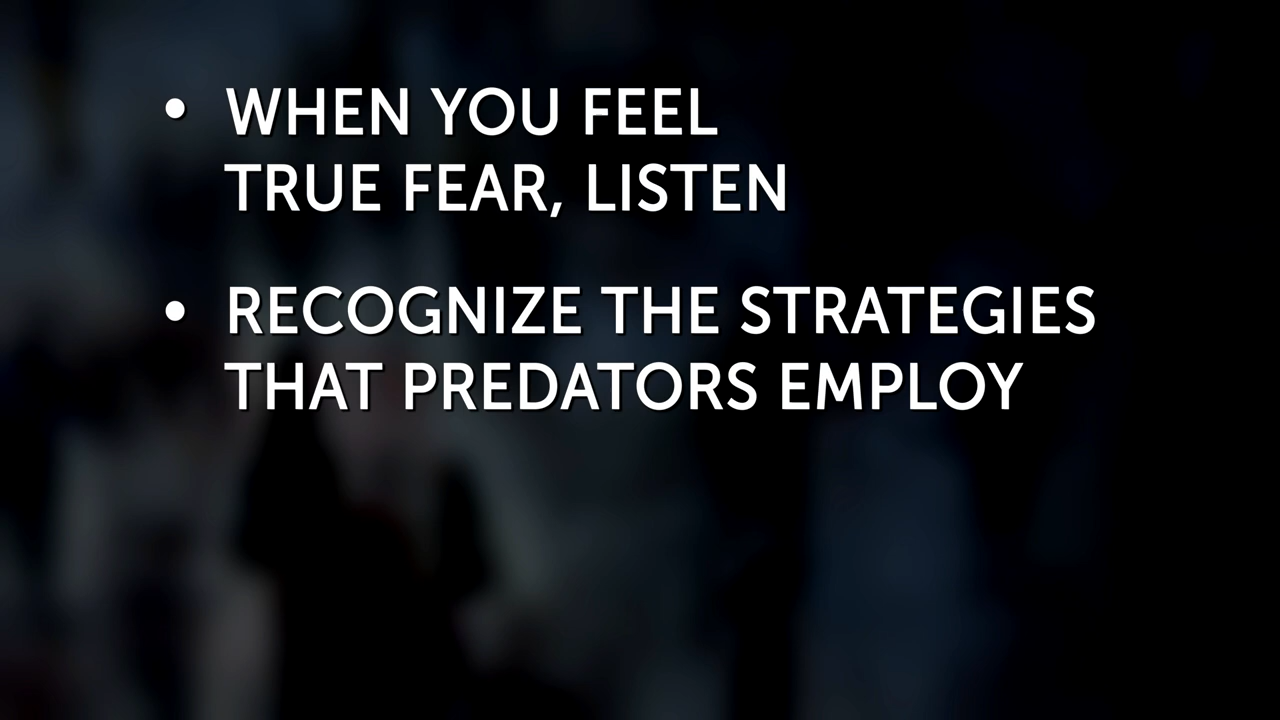 • WHEN YOU FEEL
TRUE FEAR, LISTEN
• RECOGNIZE THE STRATEGIES
THAT PREDATORS EMPLOY